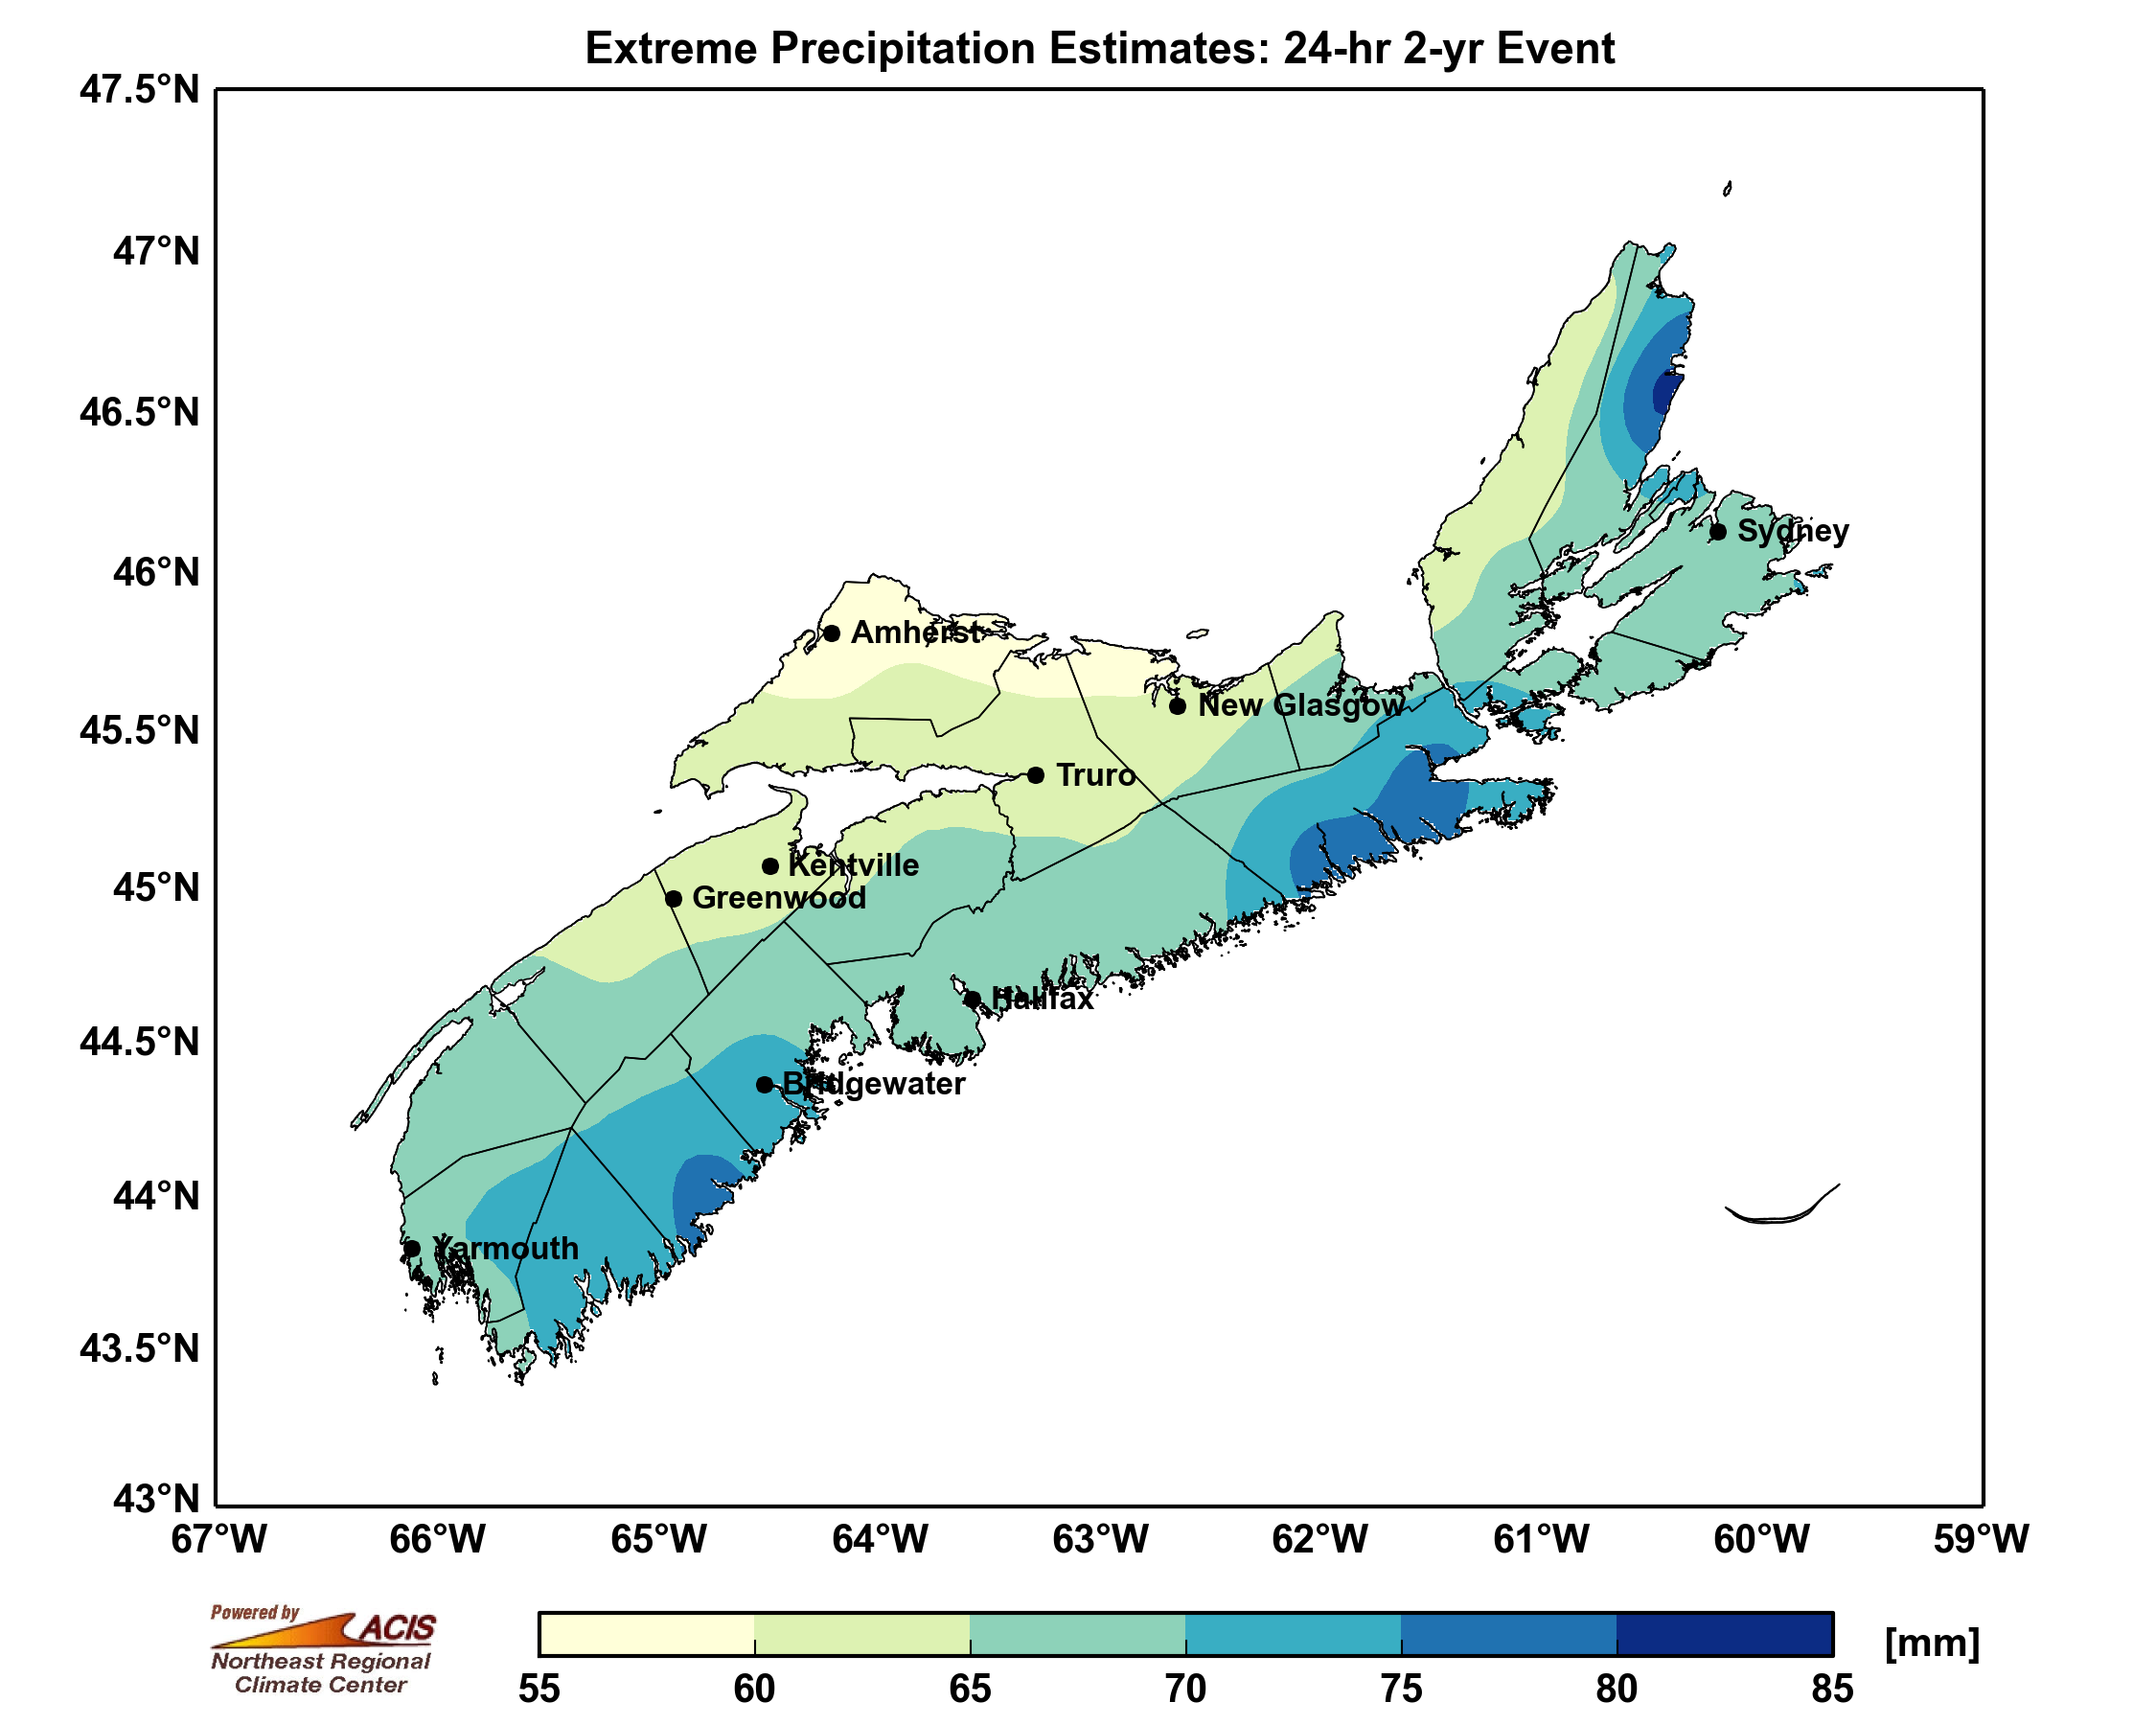 Extreme Precipitation Estimates: 24-hr 2-yr Event
47.5°N
47°N
46.5°N
46°N
45.5°N
45°N
44.5°N
44°N
43.5°N
43°N
Sydney
Amherst
New Glasgow
Truro
Kentville
Greenwood
Halifax
Bridgewater
Yarmouth
67°W 66°W 65°W 64°W 63°W 62°W 61°W 60°W 59°W
Powered by
ACIS
Northeast Regional
Climate Center
[mm]
55 60 65 70 75 80 85